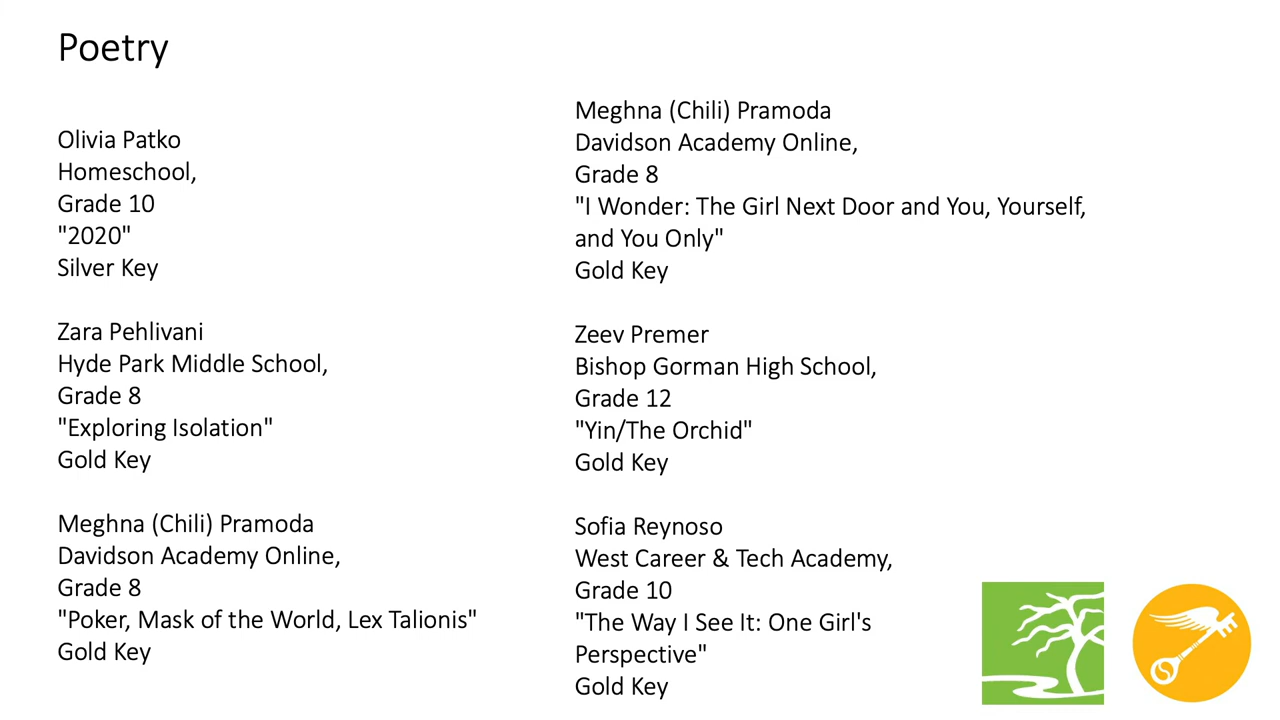 Poetry
Olivia Patko
Homeschool,
Grade 10
"2020"
Silver Key
Zara Pehlivani
Hyde Park Middle School,
Grade 8
"Exploring Isolation"
Gold Key
Meghna (Chili) Pramoda
Davidson Academy Online,
Grade 8
"Poker, Mask of the World, Lex Talionis"
Gold Key
Meghna (Chili) Pramoda
Davidson Academy Online,
Grade 8
"I Wonder: The Girl Next Door and You, Yourself,
and You Only"
Gold Key
Zeev Premer
Bishop Gorman High School,
Grade 12
"Yin/The Orchid"
Gold Key
Sofia Reynoso
West Career & Tech Academy,
Grade 10
"The Way I See It: One Girl's
Perspective"
Gold Key